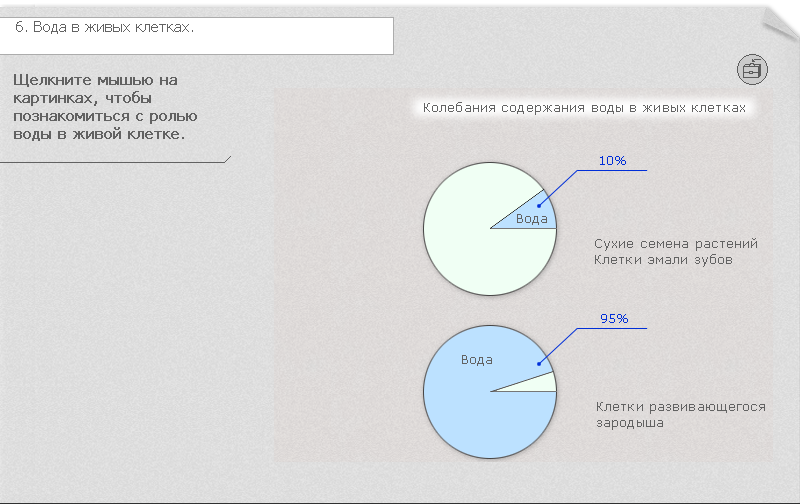 6. Вода в живых клетках.
Щелкните мышью на
картинках, чтобы
познакомиться с ролью
воды в живой клетке.
Колебания содержания воды в живых клетках
10%
Вода
Сухие семена растений
Клетки эмали зубов
95%
Вода
Клетки развивающегося
зародыша